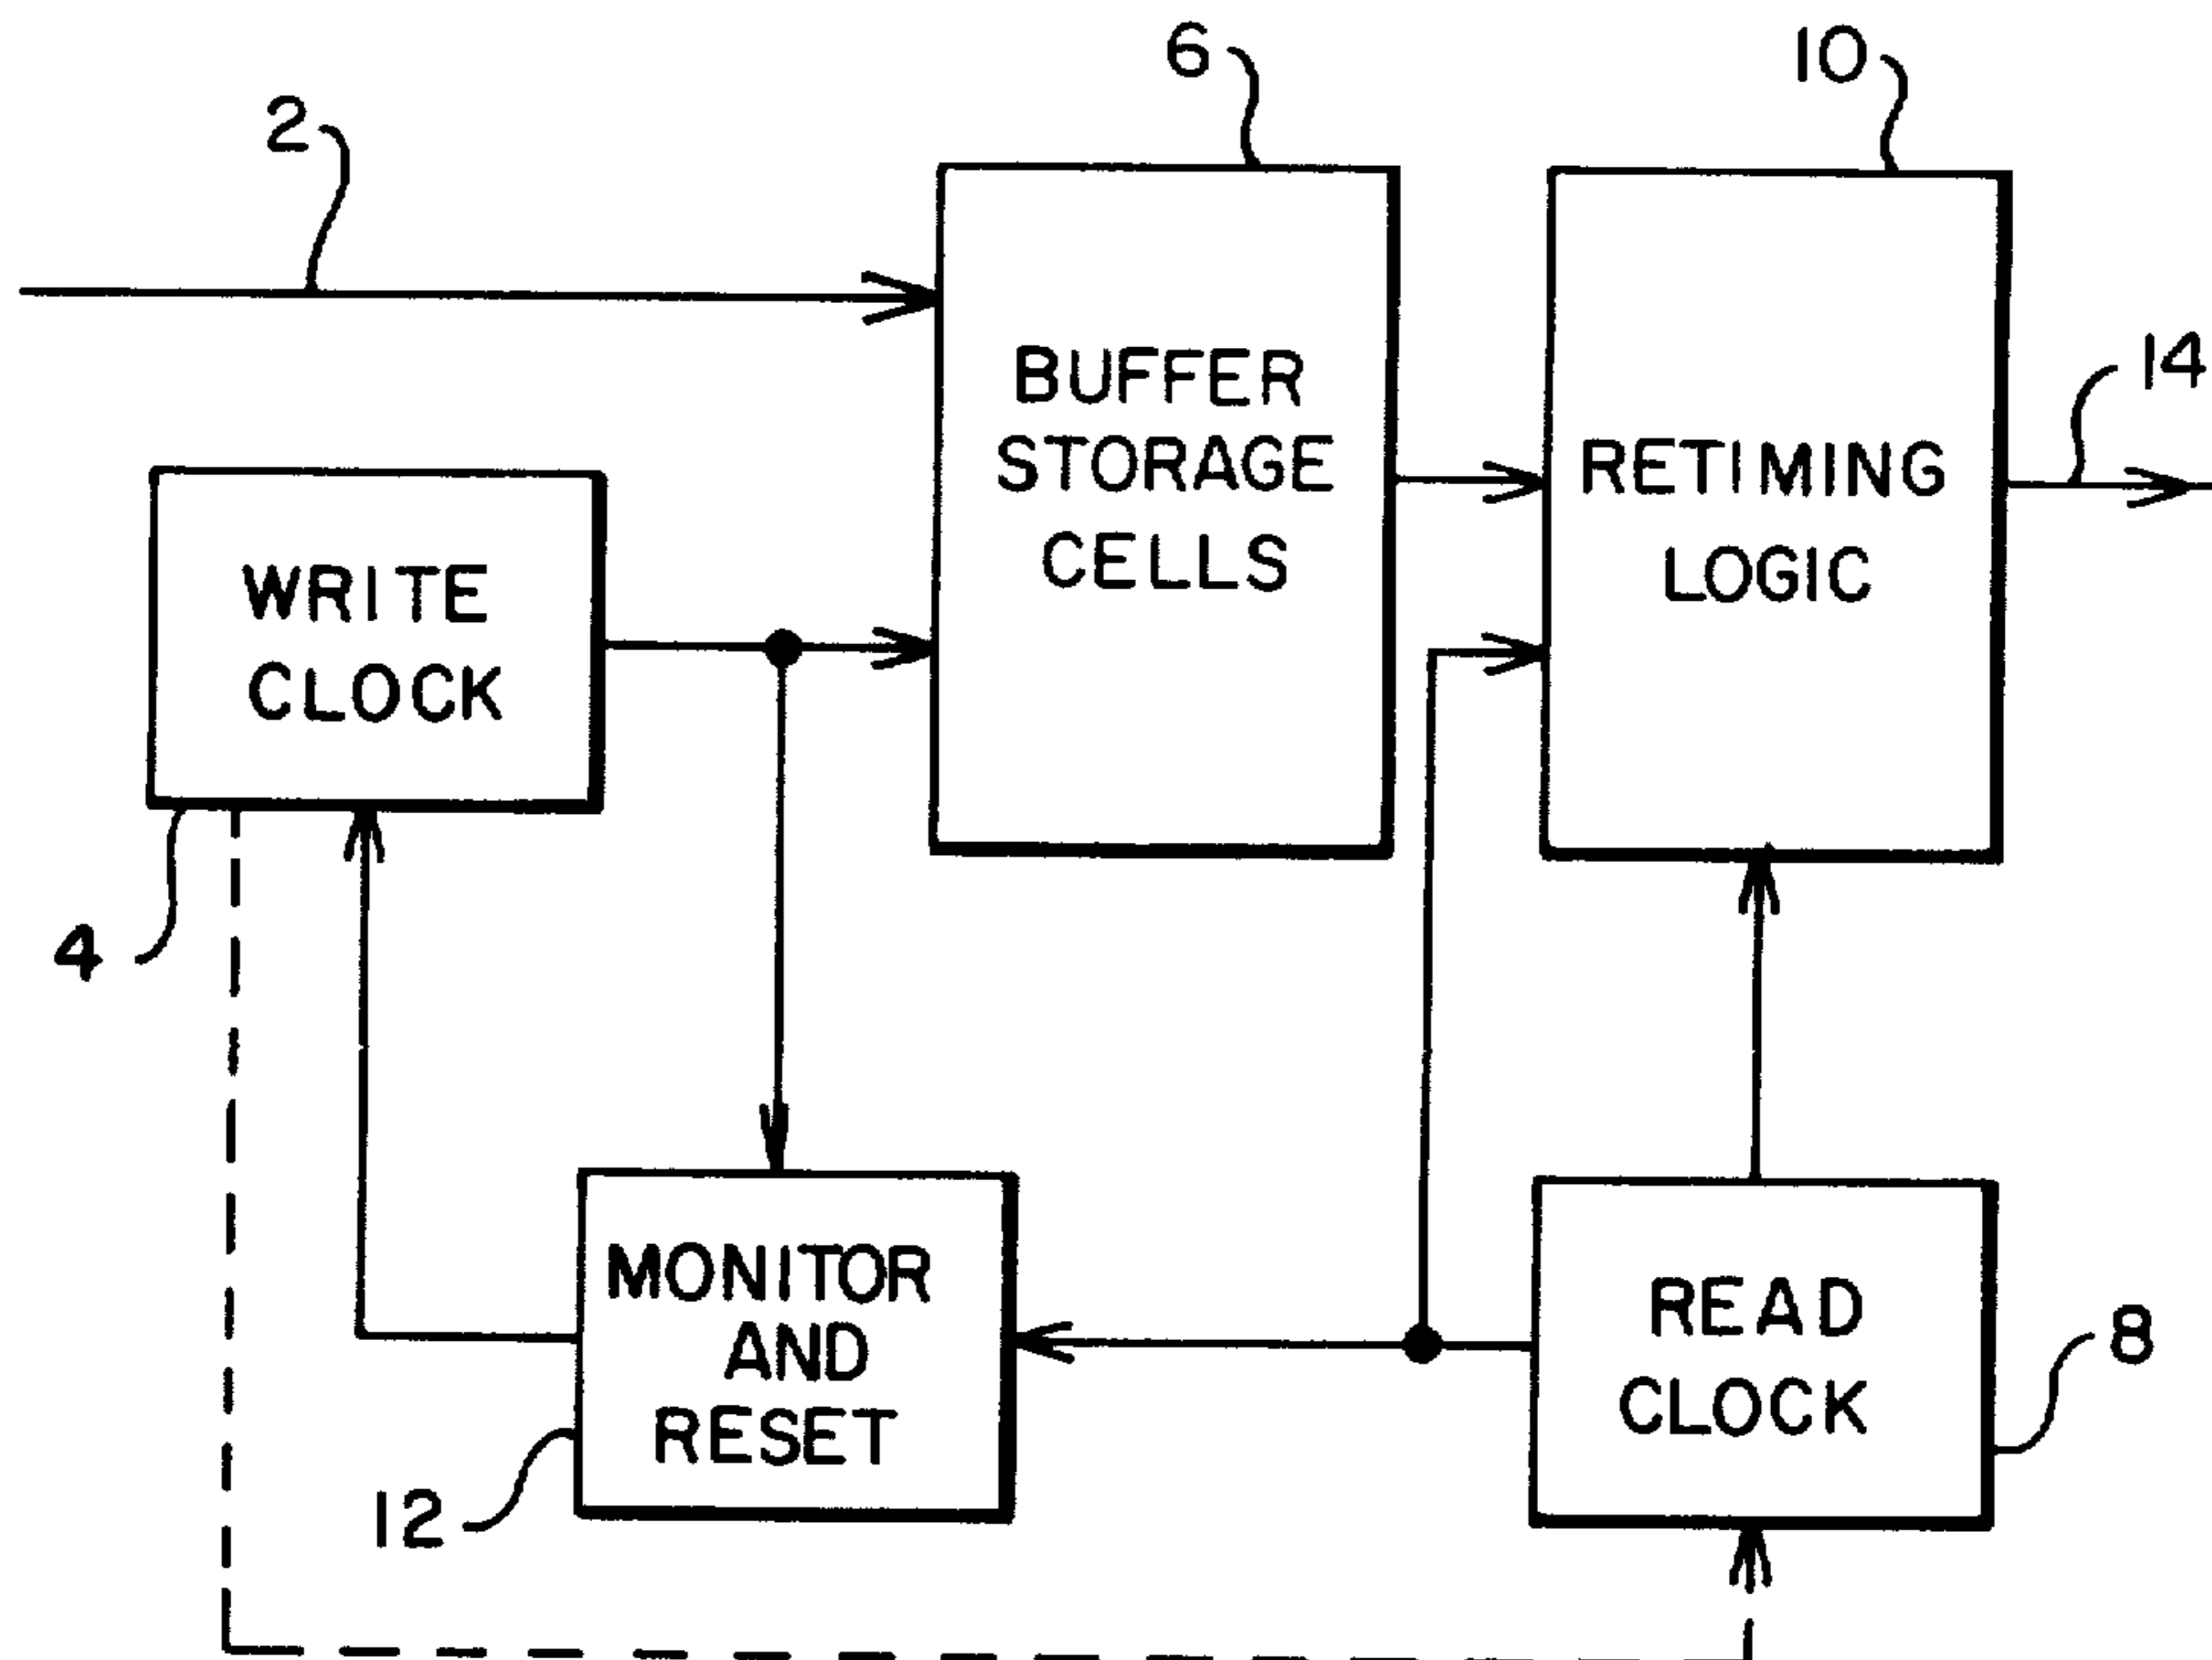 6
10
2
14
BUFFER
STORAGE
CELLS
RETIMING
LOGIC
WRITE
CLOCK
4
MONITOR
AND
RESET
READ
CLOCK
8
12